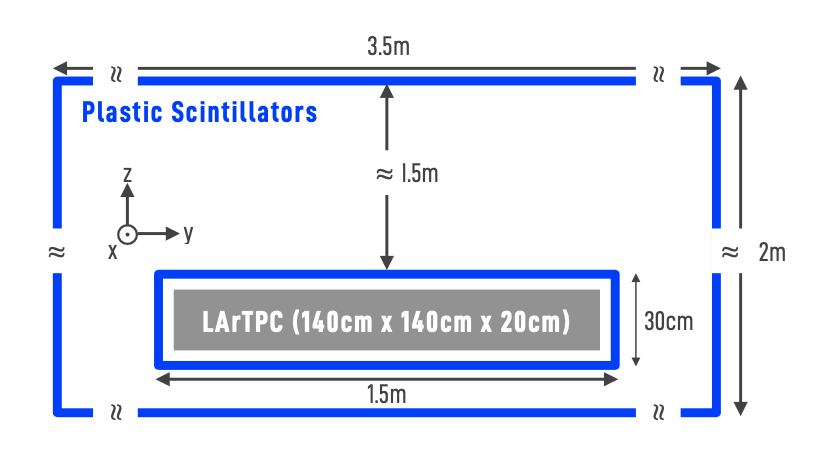 3.5m
Plastic Scintillators
≈ 1.5m
z
y
x
≈ 2m
LArTPC (140cm x 140cm x 20cm)
30cm
1.5m